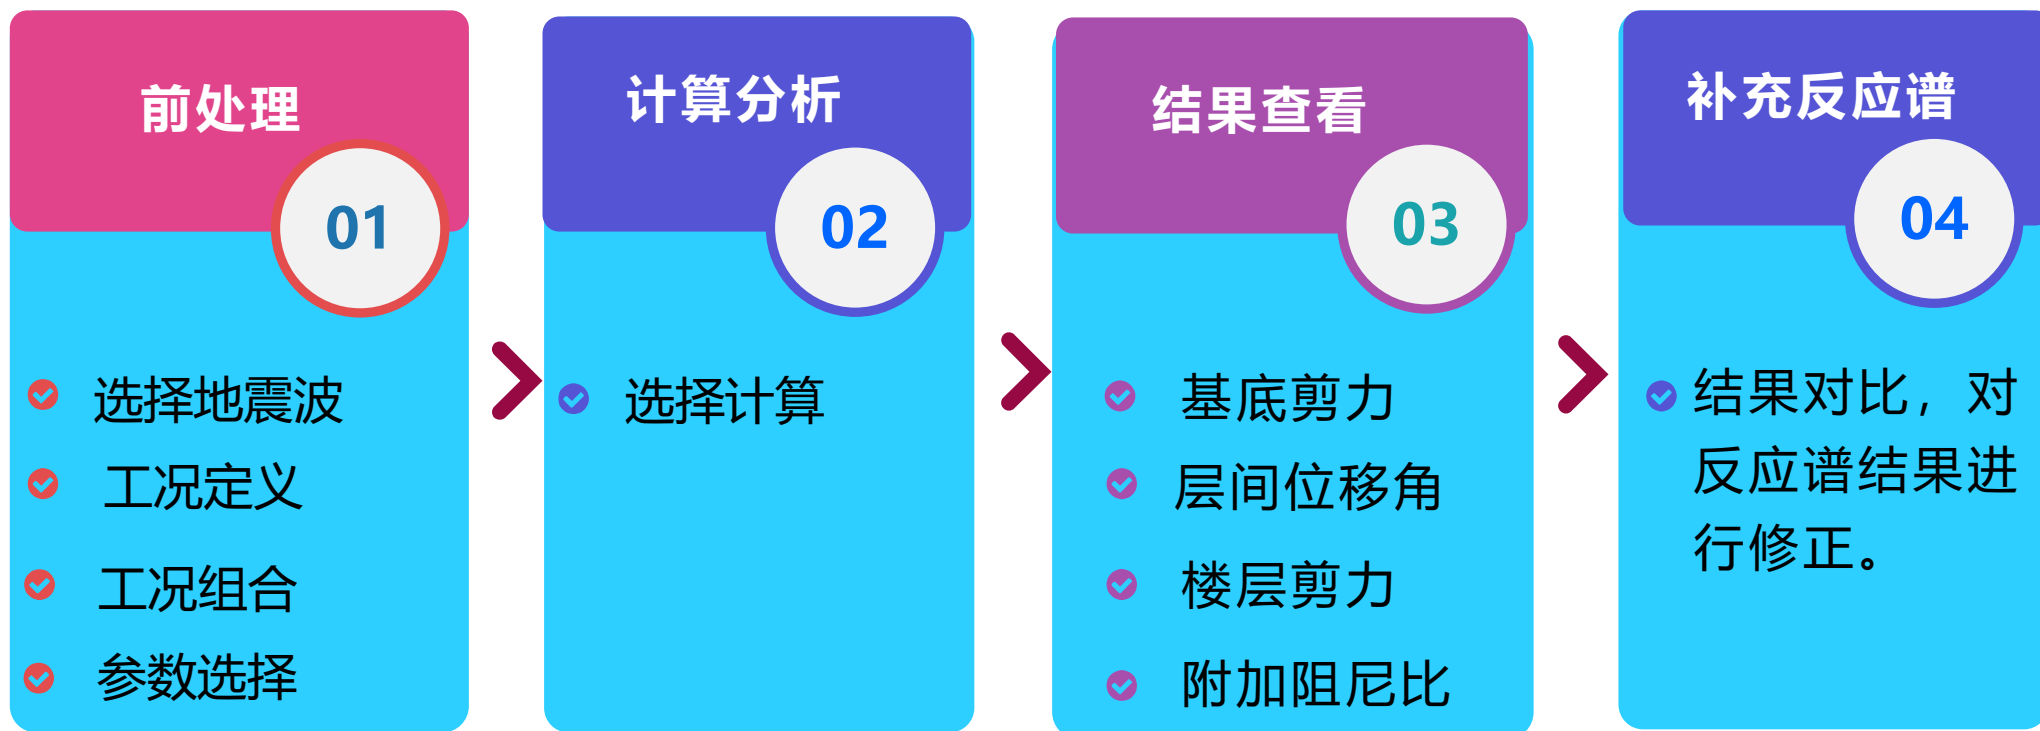 前处理
01
选择地震波
工况定义
工况组合
参数选择
计算分析
02
选择计算
结果查看
03
基底剪力
层间位移角
楼层剪力
附加阻尼比
补充反应谱
04
结果对比，对
反应谱结果进
行修正。